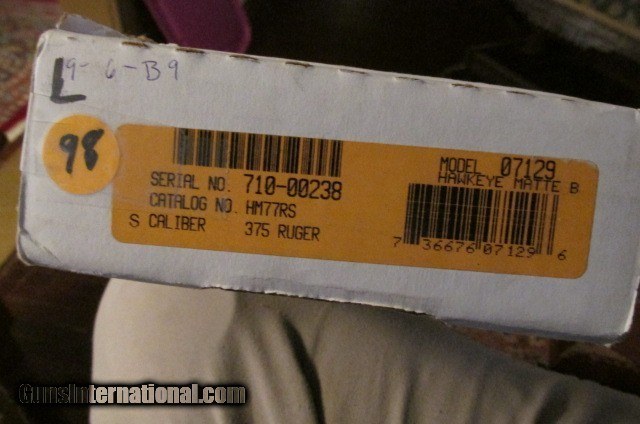 L 9-6-B9
98
SERIAL NO. 710-00238
CATALOG NO. HM77RS
S CALIBER 375 RUGER
MODEL 07129
HAWKEYE MATTE B
7 36676 07129 6
GunsInternational.com